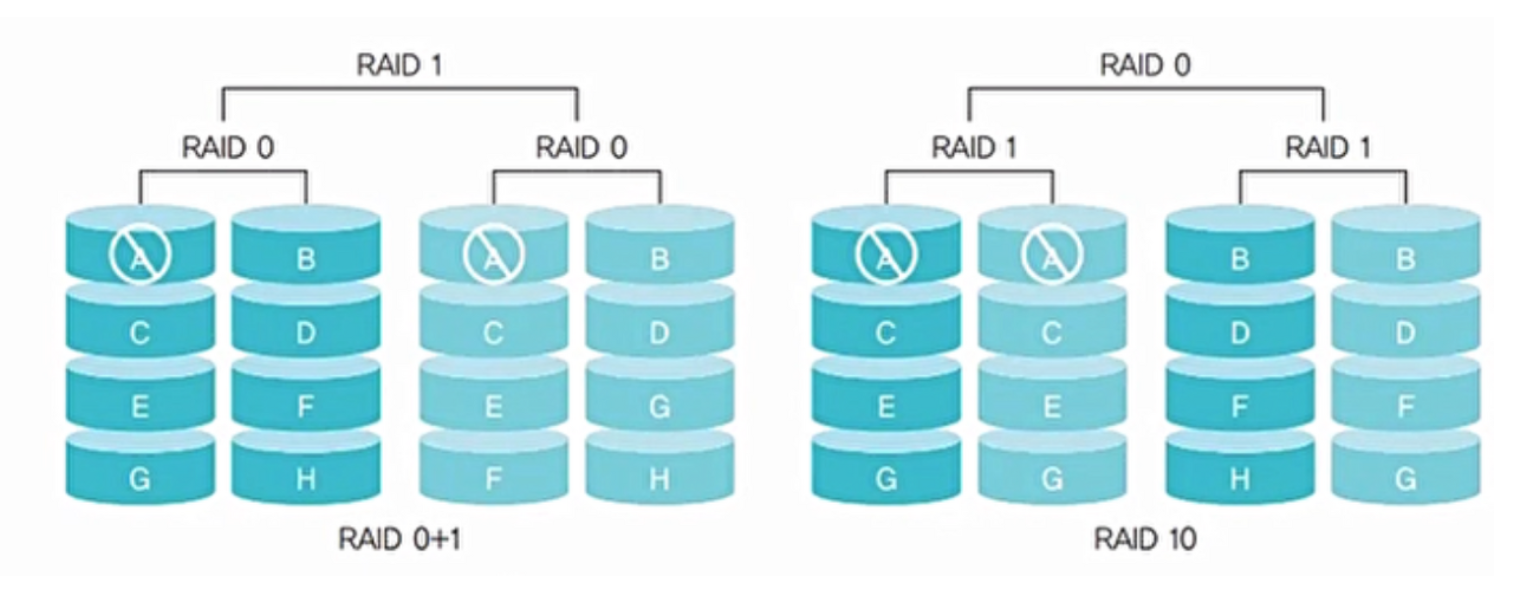 RAID 1
RAID 0
RAID 0 RAID 0
RAID 1 RAID 1
A B A B
A A B B
C D C D
C C D D
E F E G
E E F F
G H F H
G G H G
RAID 0+1
RAID 10